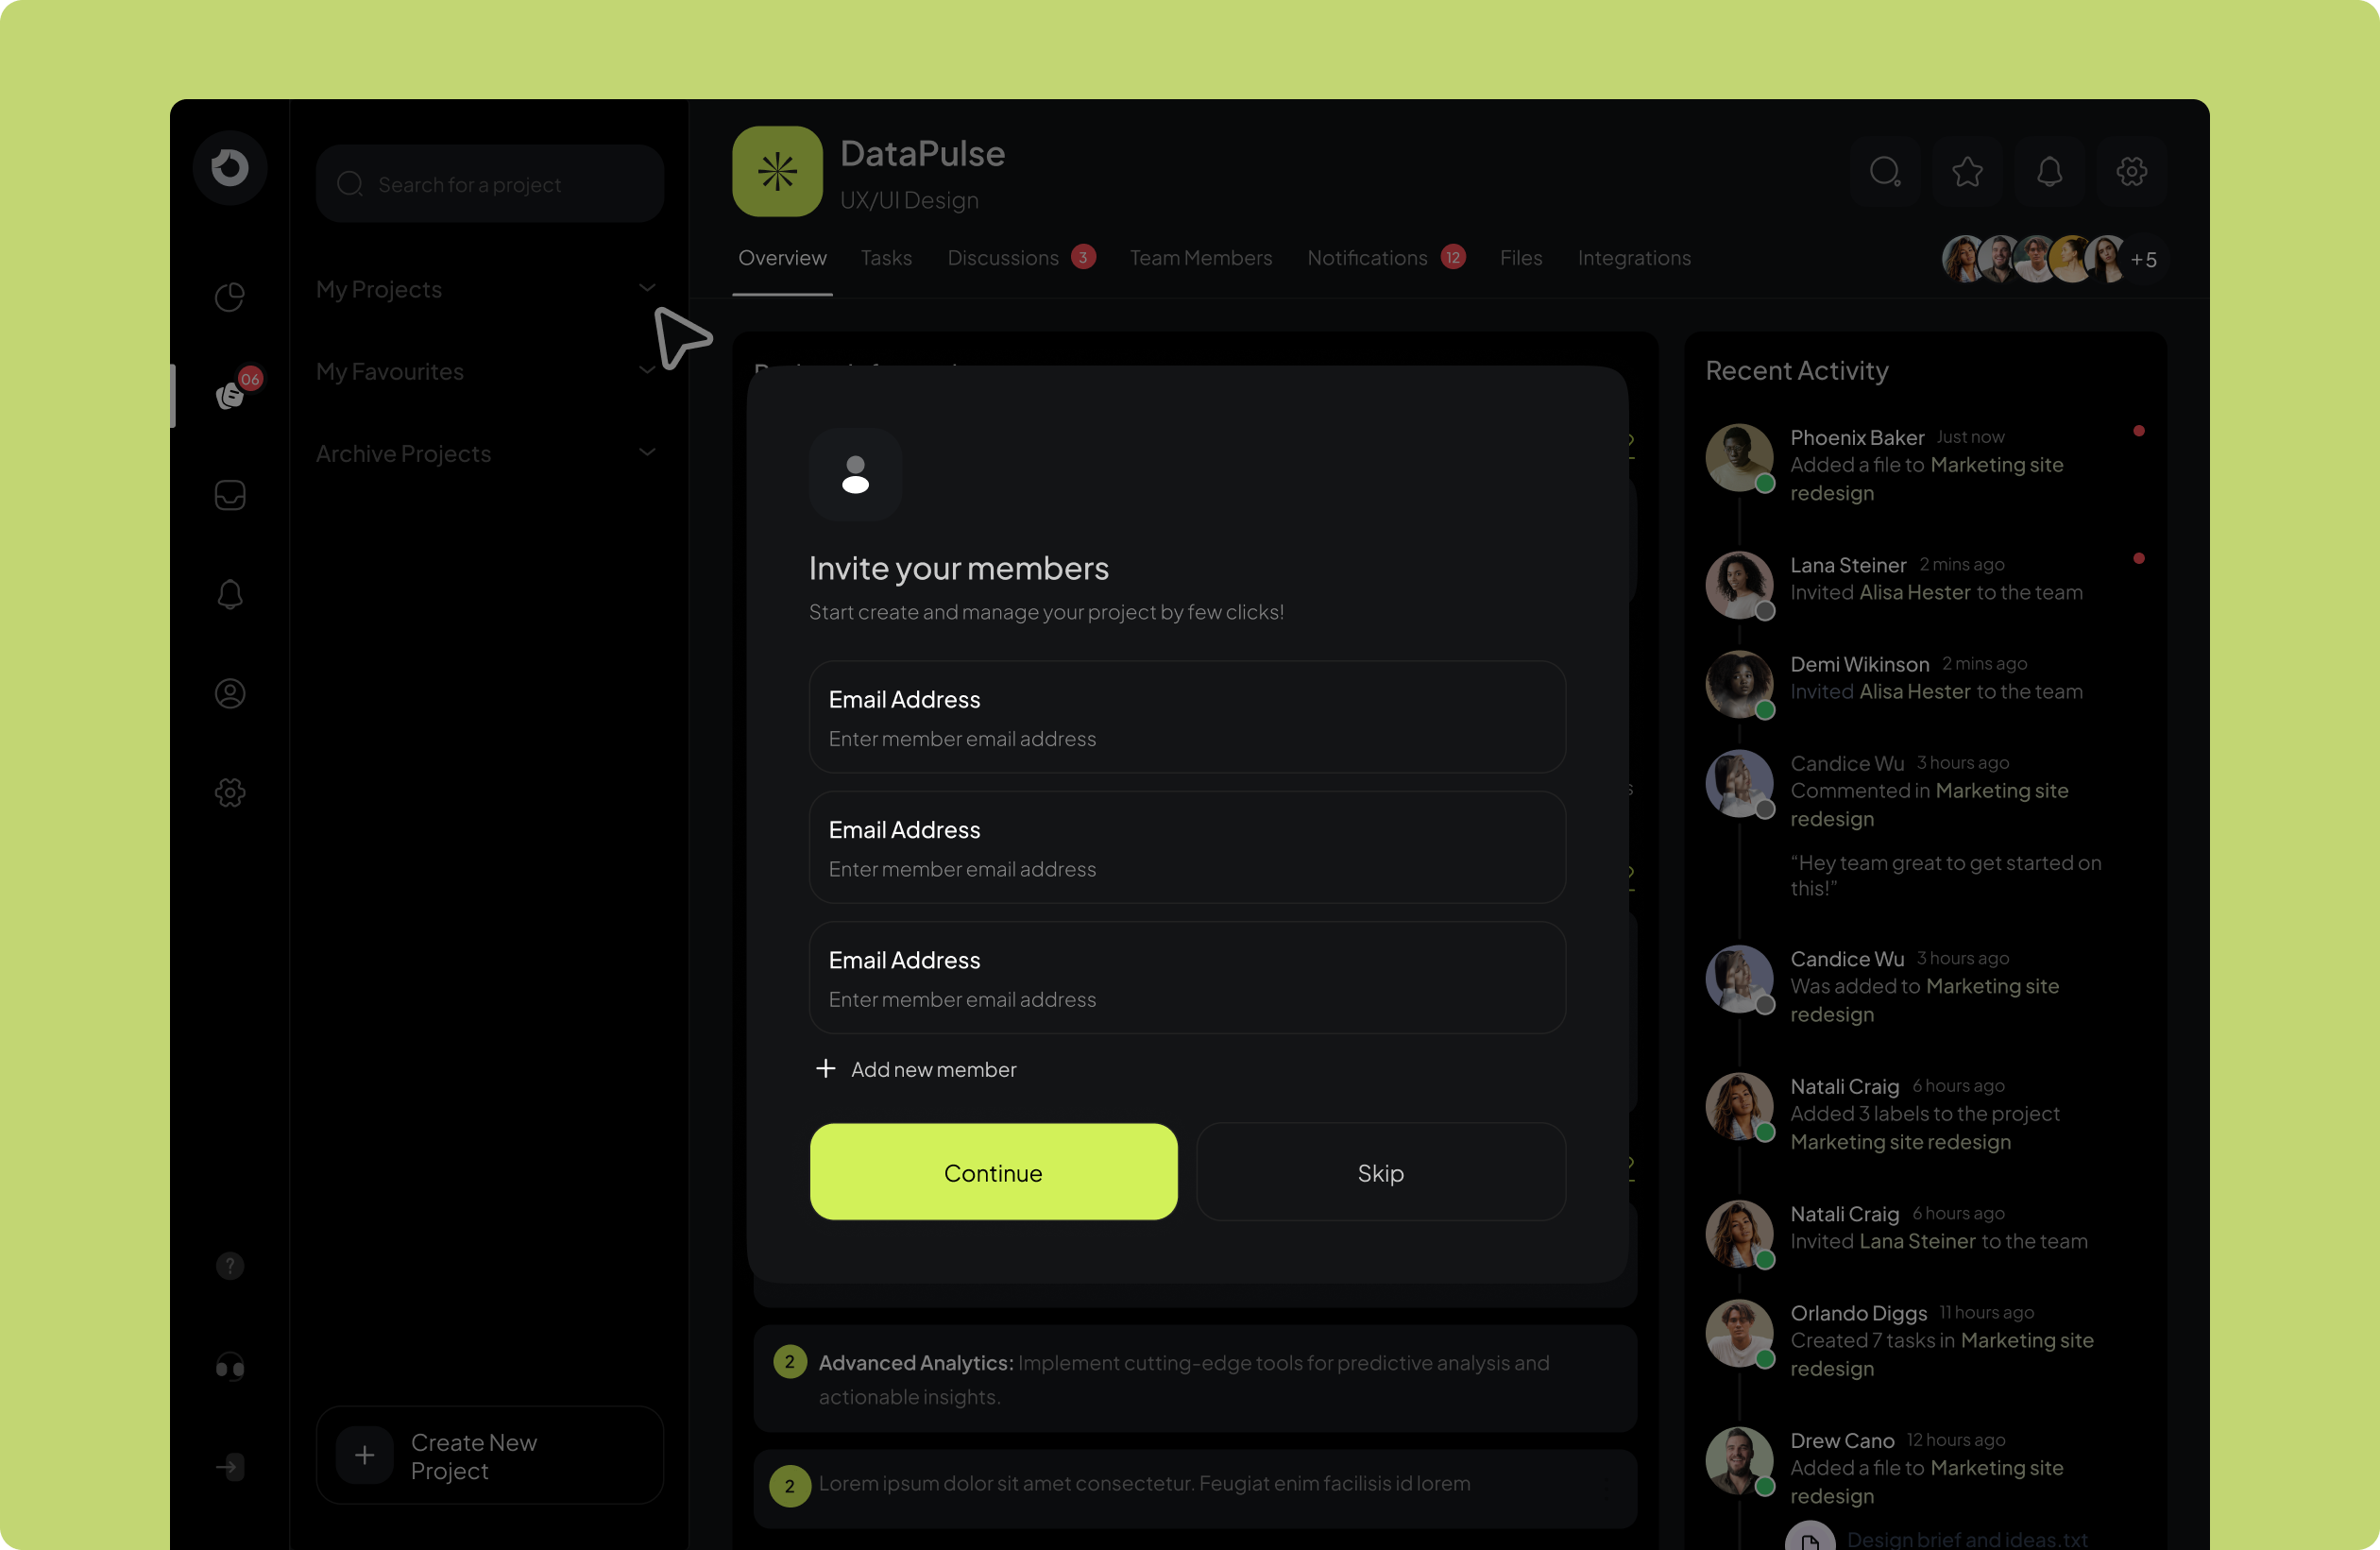 06
Search for a project
My Projects
My Favourites
Archive Projects
Create New
Project
?
DataPulse
UX/UI Design
Overview
Tasks
Discussions 3
Team Members
Notifications 12
Files
Integrations
+5
Invite your members
Start create and manage your project by few clicks!
Email Address
Enter member email address
Email Address
Enter member email address
Email Address
Enter member email address
+ Add new member
Continue
Skip
2 Advanced Analytics: Implement cutting-edge tools for predictive analysis and
actionable insights.
2 Lorem ipsum dolor sit amet consectetur. Feugiat enim facilisis id lorem
Recent Activity
Phoenix Baker Just now
Added a file to Marketing site
redesign
Lana Steiner 2 mins ago
Invited Alisa Hester to the team
Demi Wikinson 2 mins ago
Invited Alisa Hester to the team
Candice Wu 3 hours ago
Commented in Marketing site
redesign
“Hey team great to get started on
this!”
Candice Wu 3 hours ago
Was added to Marketing site
redesign
Natali Craig 6 hours ago
Added 3 labels to the project
Marketing site redesign
Natali Craig 6 hours ago
Invited Lana Steiner to the team
Orlando Diggs 11 hours ago
Created 7 tasks in Marketing site
redesign
Drew Cano 12 hours ago
Added a file to Marketing site
redesign
Design brief and ideas.txt